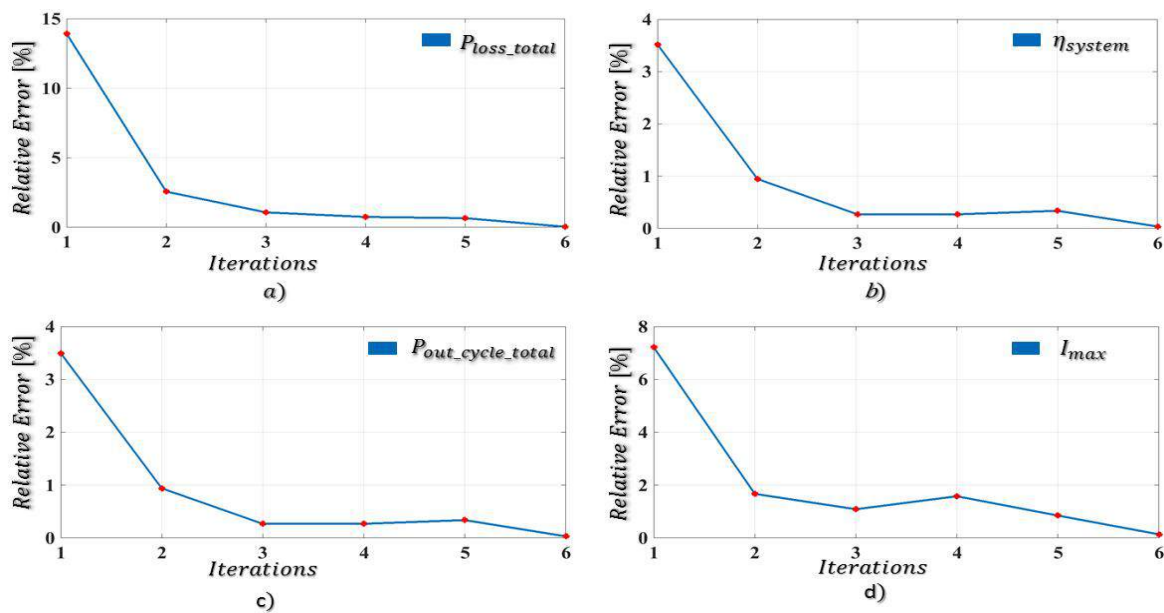 Relative Error [%]
15
10
5
0
P_loss_total
1 2 3 4 5 6
Iterations
a)
Relative Error [%]
4
3
2
1
0
η_system
1 2 3 4 5 6
Iterations
b)
Relative Error [%]
4
3
2
1
0
P_out_cycle_total
1 2 3 4 5 6
Iterations
c)
Relative Error [%]
8
6
4
2
0
I_max
1 2 3 4 5 6
Iterations
d)